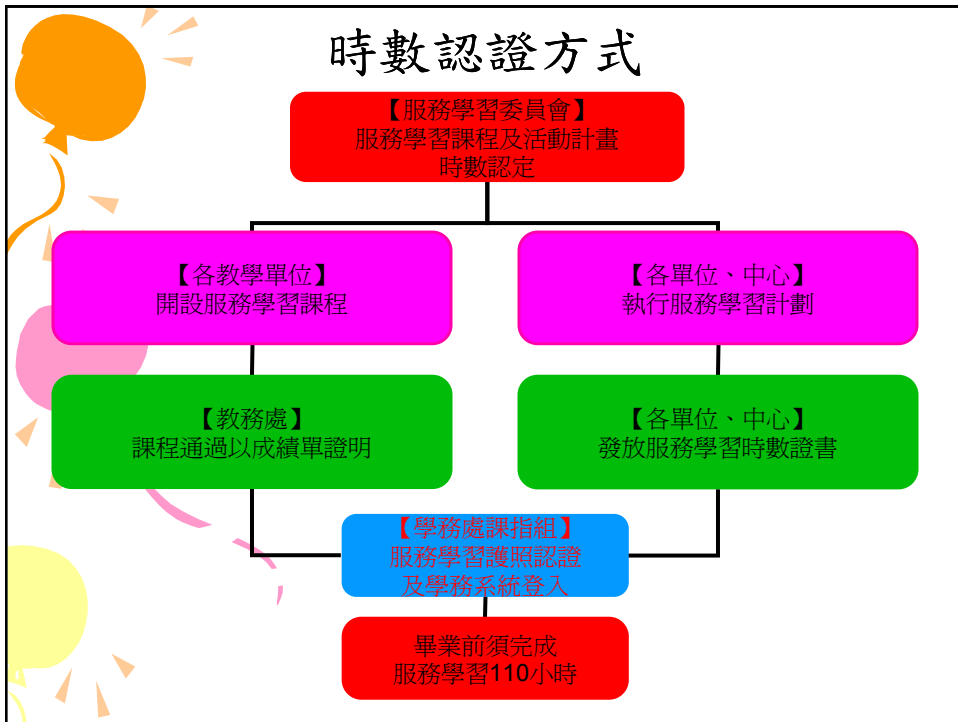 時數認證方式
【服務學習委員會】
服務學習課程及活動計畫
時數認定
【各教學單位】
開設服務學習課程
【各單位、中心】
執行服務學習計劃
【教務處】
課程通過以成績單證明
【各單位、中心】
發放服務學習時數證書
【學務處課指組】
服務學習護照認證
及學務系統登入
畢業前須完成
服務學習110小時